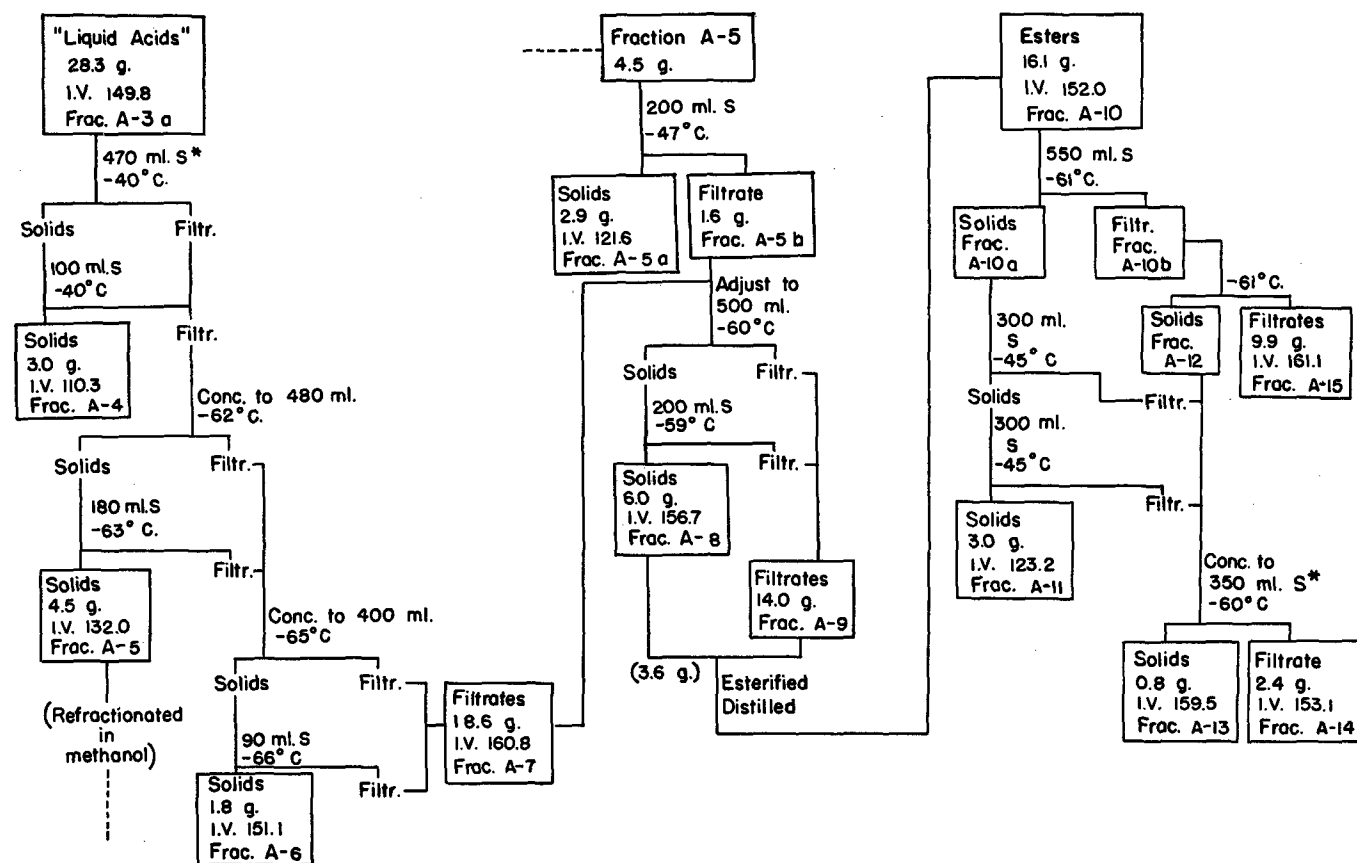 "Liquid Acids"
28.3 g.
I.V. 149.8
Frac. A-3 a
470 ml. S*
-40°C.
Solids
Filtr.
100 ml.S
-40°C
Solids
3.0 g.
I.V. 110.3
Frac. A-4
Filtr.
Conc. to 480 ml.
-62°C.
Solids
Filtr.
180 ml.S
-63°C.
Filtr.
Solids
4.5 g.
I.V. 132.0
Frac. A-5
(Refractionated
in
methanol)
Conc. to 400 ml.
-65°C
Solids
Filtr.
90 ml.S
-66°C
Filtr.
Solids
1.8 g.
I.V. 151.1
Frac. A-6
Filtrates
18.6 g.
I.V. 160.8
Frac. A-7
Fraction A-5
4.5 g.
200 ml. S
-47°C.
Solids
2.9 g.
I.V. 121.6
Frac. A-5 a
Filtrate
1.6 g.
Frac. A-5 b
Adjust to
500 ml.
-60°C
Solids
Filtr.
200 ml.S
-59°C
Filtr.
Solids
6.0 g.
I.V. 156.7
Frac. A-8
Filtrates
14.0 g.
Frac. A-9
(3.6 g.)
Esterified
Distilled
Esters
16.1 g.
I.V. 152.0
Frac. A-10
550 ml.S
-61°C.
Solids
Frac.
A-10a
Filtr.
Frac.
A-10b
-61°C.
Solids
Frac.
A-12
Filtrates
9.9 g.
I.V. 161.1
Frac. A-15
300 ml.
S
-45°C
Filtr.
Solids
300 ml.
S
-45°C
Filtr.
Solids
3.0 g.
I.V. 123.2
Frac. A-11
Conc. to
350 ml. S*
-60°C
Solids
0.8 g.
I.V. 159.5
Frac. A-13
Filtrate
2.4 g.
I.V. 153.1
Frac. A-14